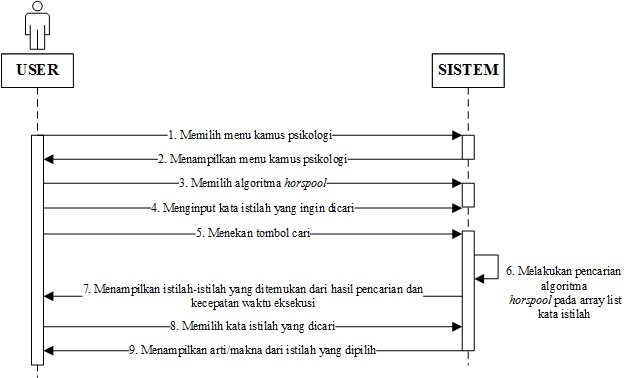 USER
SISTEM
1. Memilih menu kamus psikologi
2. Menampilkan menu kamus psikologi
3. Memilih algoritma horspool
4. Menginput kata istilah yang ingin dicari
5. Menekan tombol cari
6. Melakukan pencarian
algoritma
horspool pada array list
kata istilah
7. Menampilkan istilah-istilah yang ditemukan dari hasil pencarian dan
kecepatan waktu eksekusi
8. Memilih kata istilah yang dicari
9. Menampilkan arti/makna dari istilah yang dipilih